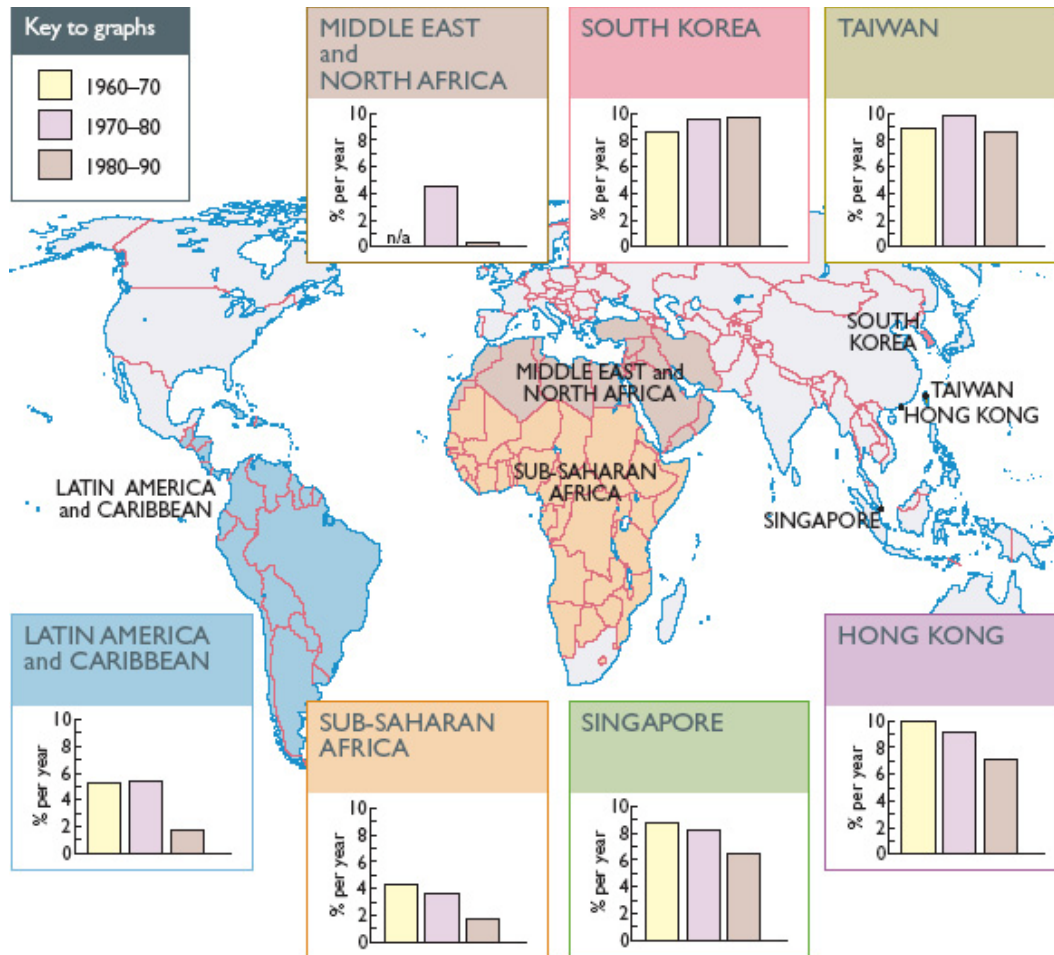 Key to graphs
1960–70
1970–80
1980–90
MIDDLE EAST
and
NORTH AFRICA
% per year
10
8
6
4
2
0
n/a
SOUTH KOREA
% per year
10
8
6
4
2
0
TAIWAN
% per year
10
8
6
4
2
0
SOUTH
KOREA
MIDDLE EAST and
NORTH AFRICA
TAIWAN
HONG KONG
SUB-SAHARAN
AFRICA
LATIN AMERICA
and CARIBBEAN
SINGAPORE
LATIN AMERICA
and CARIBBEAN
% per year
10
8
6
4
2
0
SUB-SAHARAN
AFRICA
% per year
10
8
6
4
2
0
SINGAPORE
% per year
10
8
6
4
2
0
HONG KONG
% per year
10
8
6
4
2
0